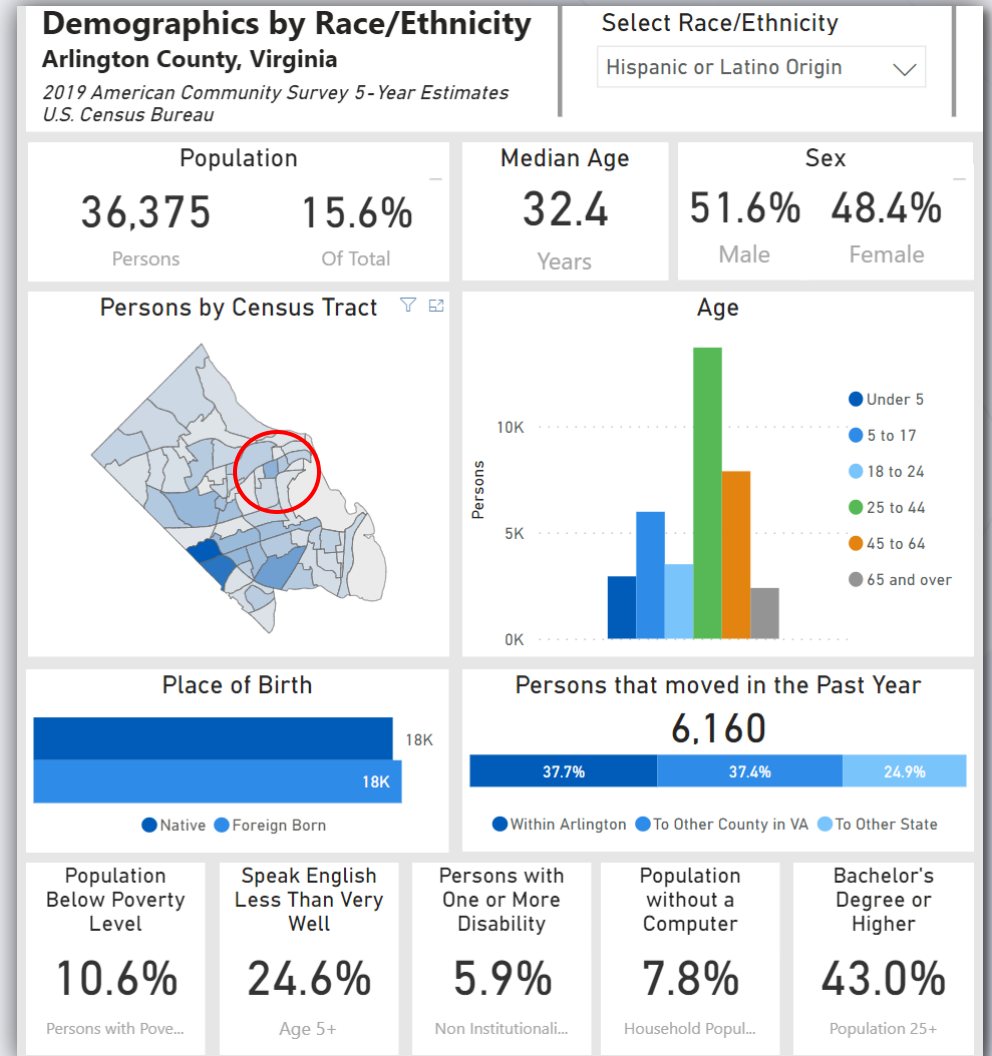 Demographics by Race/Ethnicity
Arlington County, Virginia
2019 American Community Survey 5-Year Estimates
U.S. Census Bureau
Select Race/Ethnicity
Hispanic or Latino Origin
Population
36,375
15.6%
Persons
Of Total
Median Age
32.4
Years
Sex
51.6%
48.4%
Male
Female
Persons by Census Tract
Age
Persons
10K
5K
0K
Under 5
5 to 17
18 to 24
25 to 44
45 to 64
65 and over
Place of Birth
18K
18K
Native
Foreign Born
Persons that moved in the Past Year
6,160
37.7%
37.4%
24.9%
Within Arlington
To Other County in VA
To Other State
Population
Below Poverty
Level
10.6%
Persons with Pove...
Speak English
Less Than Very
Well
24.6%
Age 5+
Persons with
One or More
Disability
5.9%
Non Institutionali...
Population
without a
Computer
7.8%
Household Popul...
Bachelor's
Degree or
Higher
43.0%
Population 25+